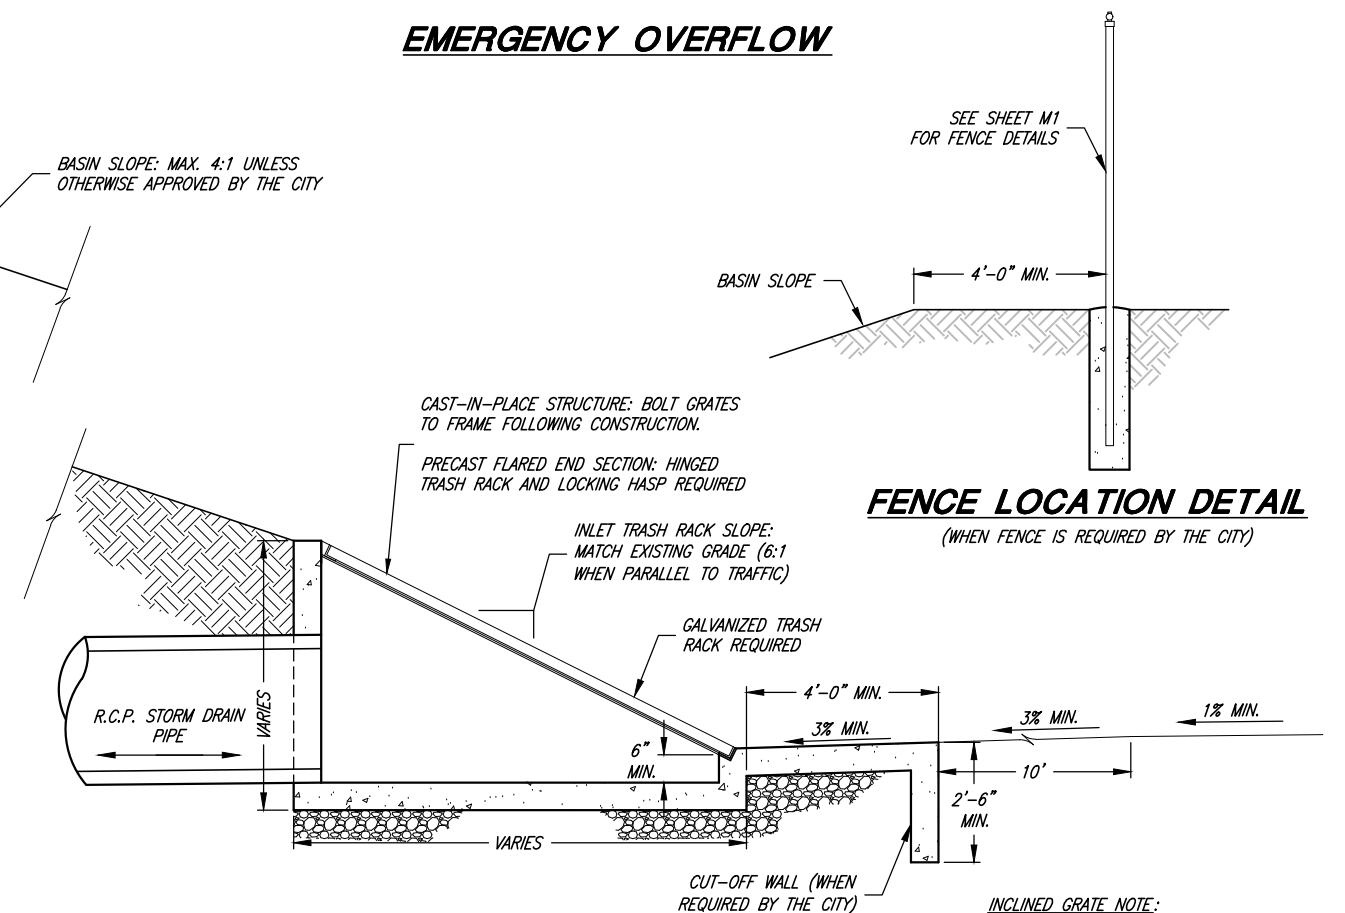 EMERGENCY OVERFLOW
SEE SHEET M1
FOR FENCE DETAILS
BASIN SLOPE: MAX. 4:1 UNLESS
OTHERWISE APPROVED BY THE CITY
4'-0" MIN.
BASIN SLOPE
CAST-IN-PLACE STRUCTURE: BOLT GRATES
TO FRAME FOLLOWING CONSTRUCTION.
PRECAST FLARED END SECTION: HINGED
TRASH RACK AND LOCKING HASP REQUIRED
FENCE LOCATION DETAIL
(WHEN FENCE IS REQUIRED BY THE CITY)
INLET TRASH RACK SLOPE:
MATCH EXISTING GRADE (6:1
WHEN PARALLEL TO TRAFFIC)
GALVANIZED TRASH
RACK REQUIRED
4'-0" MIN.
R.C.P. STORM DRAIN
PIPE
VARIES
3% MIN.
3% MIN.
1% MIN.
6"
MIN.
10'
2'-6"
MIN.
VARIES
CUT-OFF WALL (WHEN
REQUIRED BY THE CITY)
INCLINED GRATE NOTE: